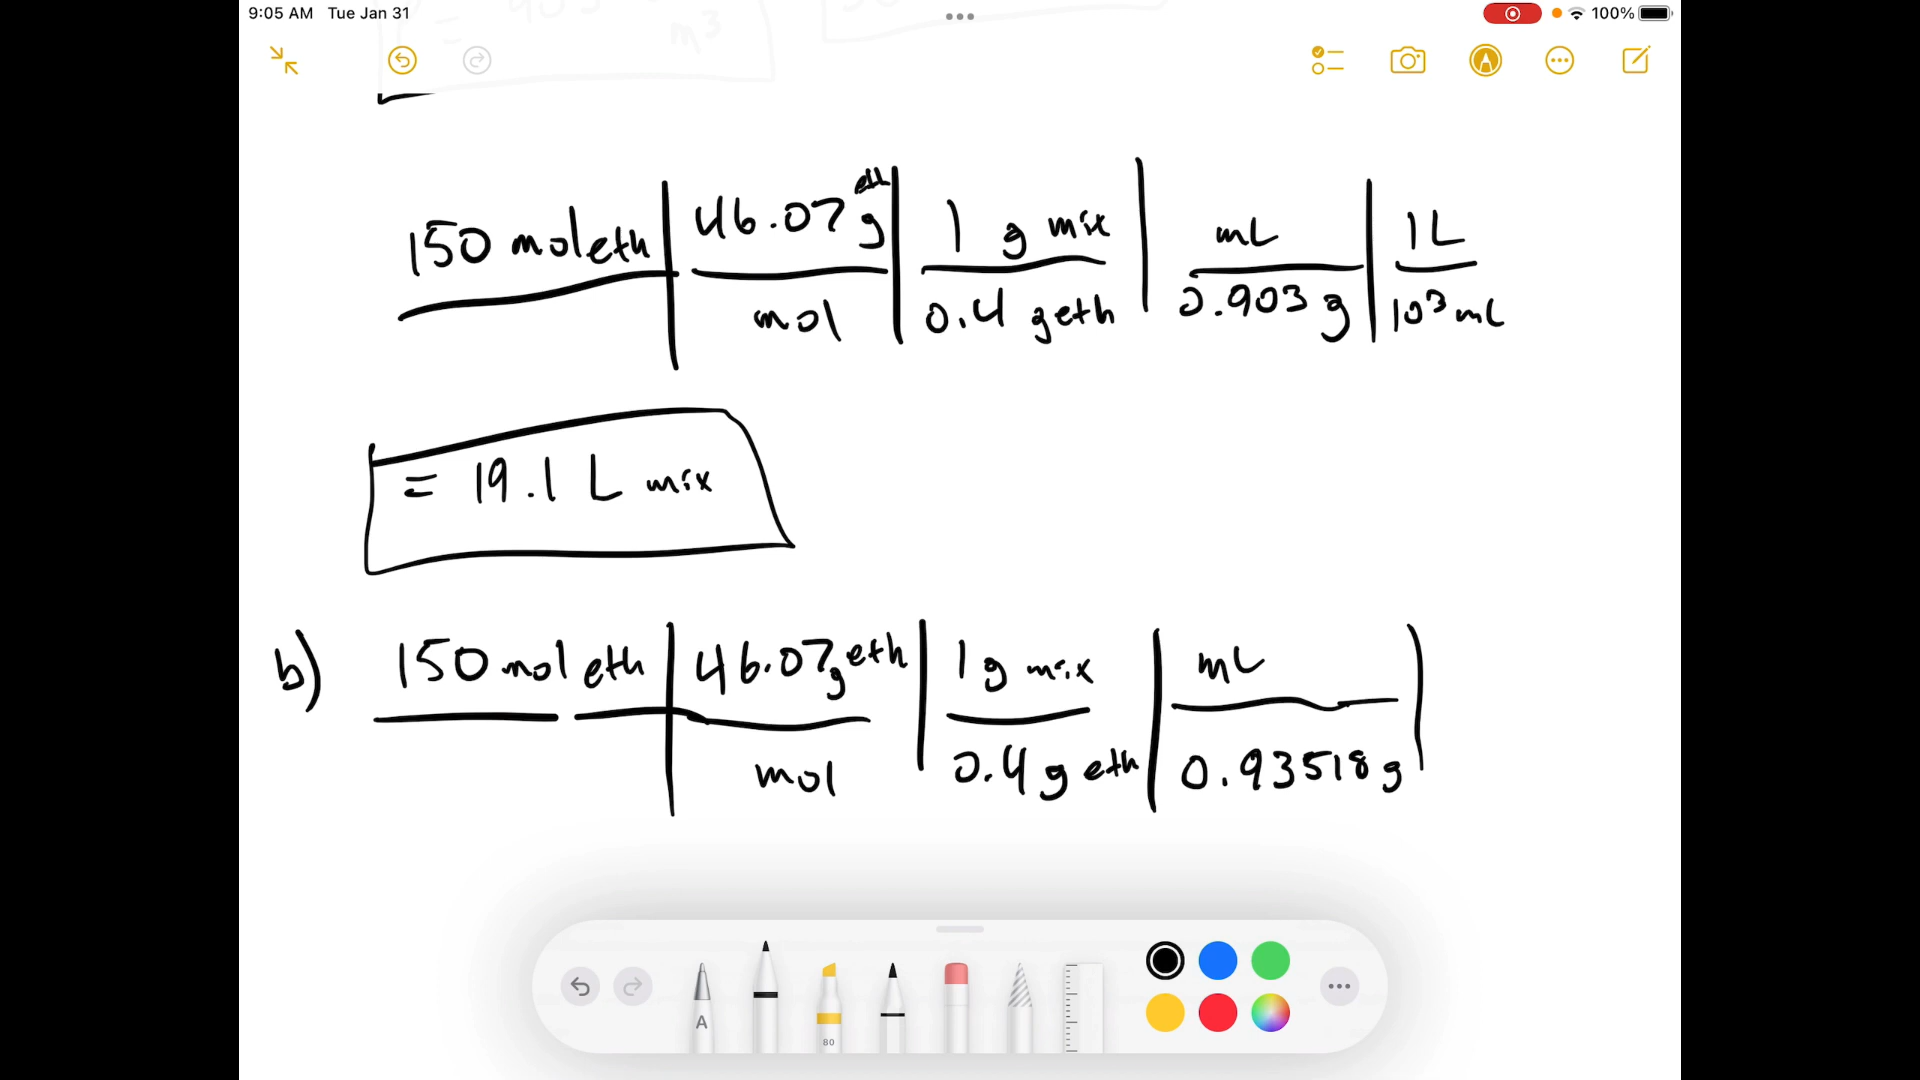 9:05 AM Tue Jan 31
100%
= 903
m³
150 mol eth | 46.07 g eth | 1 g mix | mL | 1 L
mol | 0.4 g eth | 0.903 g | 10³ mL
= 19.1 L mix
b) 150 mol eth | 46.07 g eth | 1 g mix | mL |
mol | 0.4 g eth | 0.93518 g
A
80